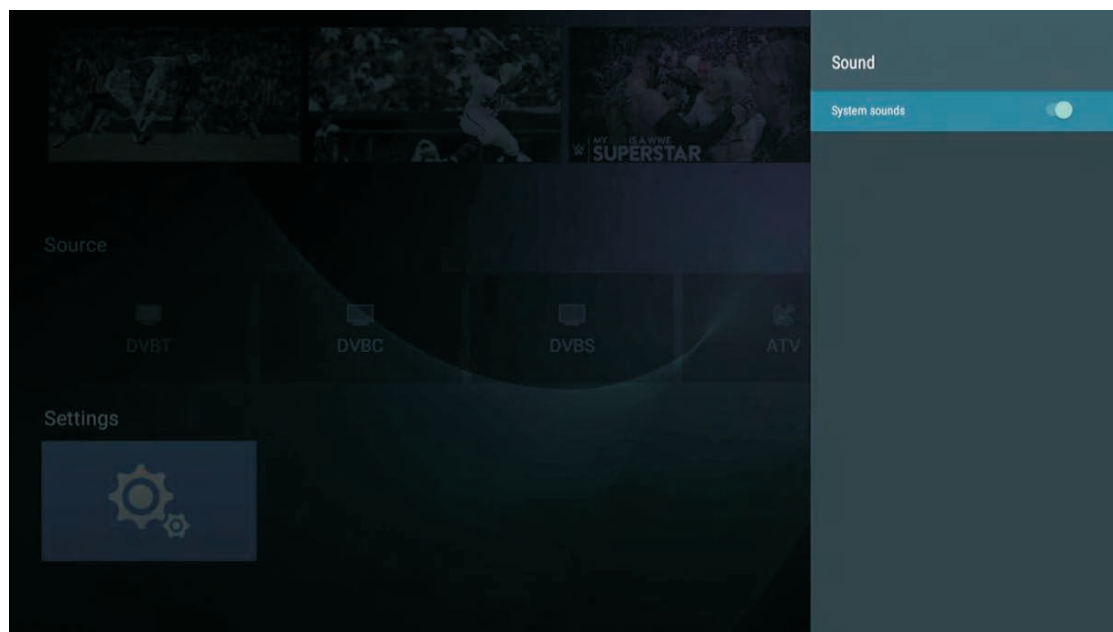 Sound
System sounds
MY IS A WWE
SUPERSTAR
Source
DVBT
DVBC
DVBS
ATV
Settings